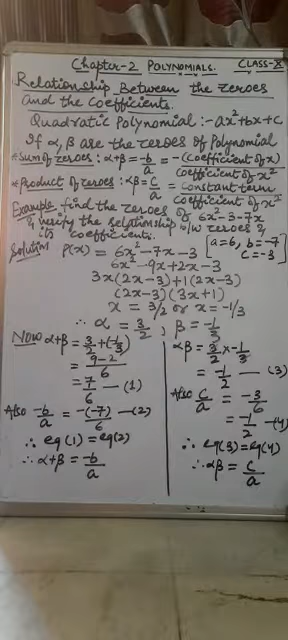 Chapter-2 POLYNOMIALS. CLASS-X
Relationship Between the zeroes
and the Coefficients.
Quadratic Polynomial :- ax²+bx+c
If α, β are the zeroes of Polynomial
*Sum of zeroes: α+β = -b/a = -(Coefficient of x)/coefficient of x²
*Product of zeroes: αβ = c/a = constant term/coefficient of x²
Example find the zeroes of 6x²-3-7x
& verify the relationship b/w zeroes &
its coefficients.
Solution P(x) = 6x²-7x-3 [a=6, b=-7
c=-3]
6x²-9x+2x-3
3x(2x-3)+1(2x-3)
(2x-3)(3x+1)
x = 3/2 or x = -1/3
∴ α = 3/2, β = -1/3
Now α+β = 3/2+(-1/3)
= 9-2/6
= 7/6 —(1)
Also -b/a = -(-7)/6 —(2)
∴ eq(1) = eq(2)
∴ α+β = -b/a
αβ = 3/2 x -1/3
= -1/2 —(3)
Also c/a = -3/6
= -1/2 —(4)
∴ eq(3) = eq(4)
∴ αβ = c/a